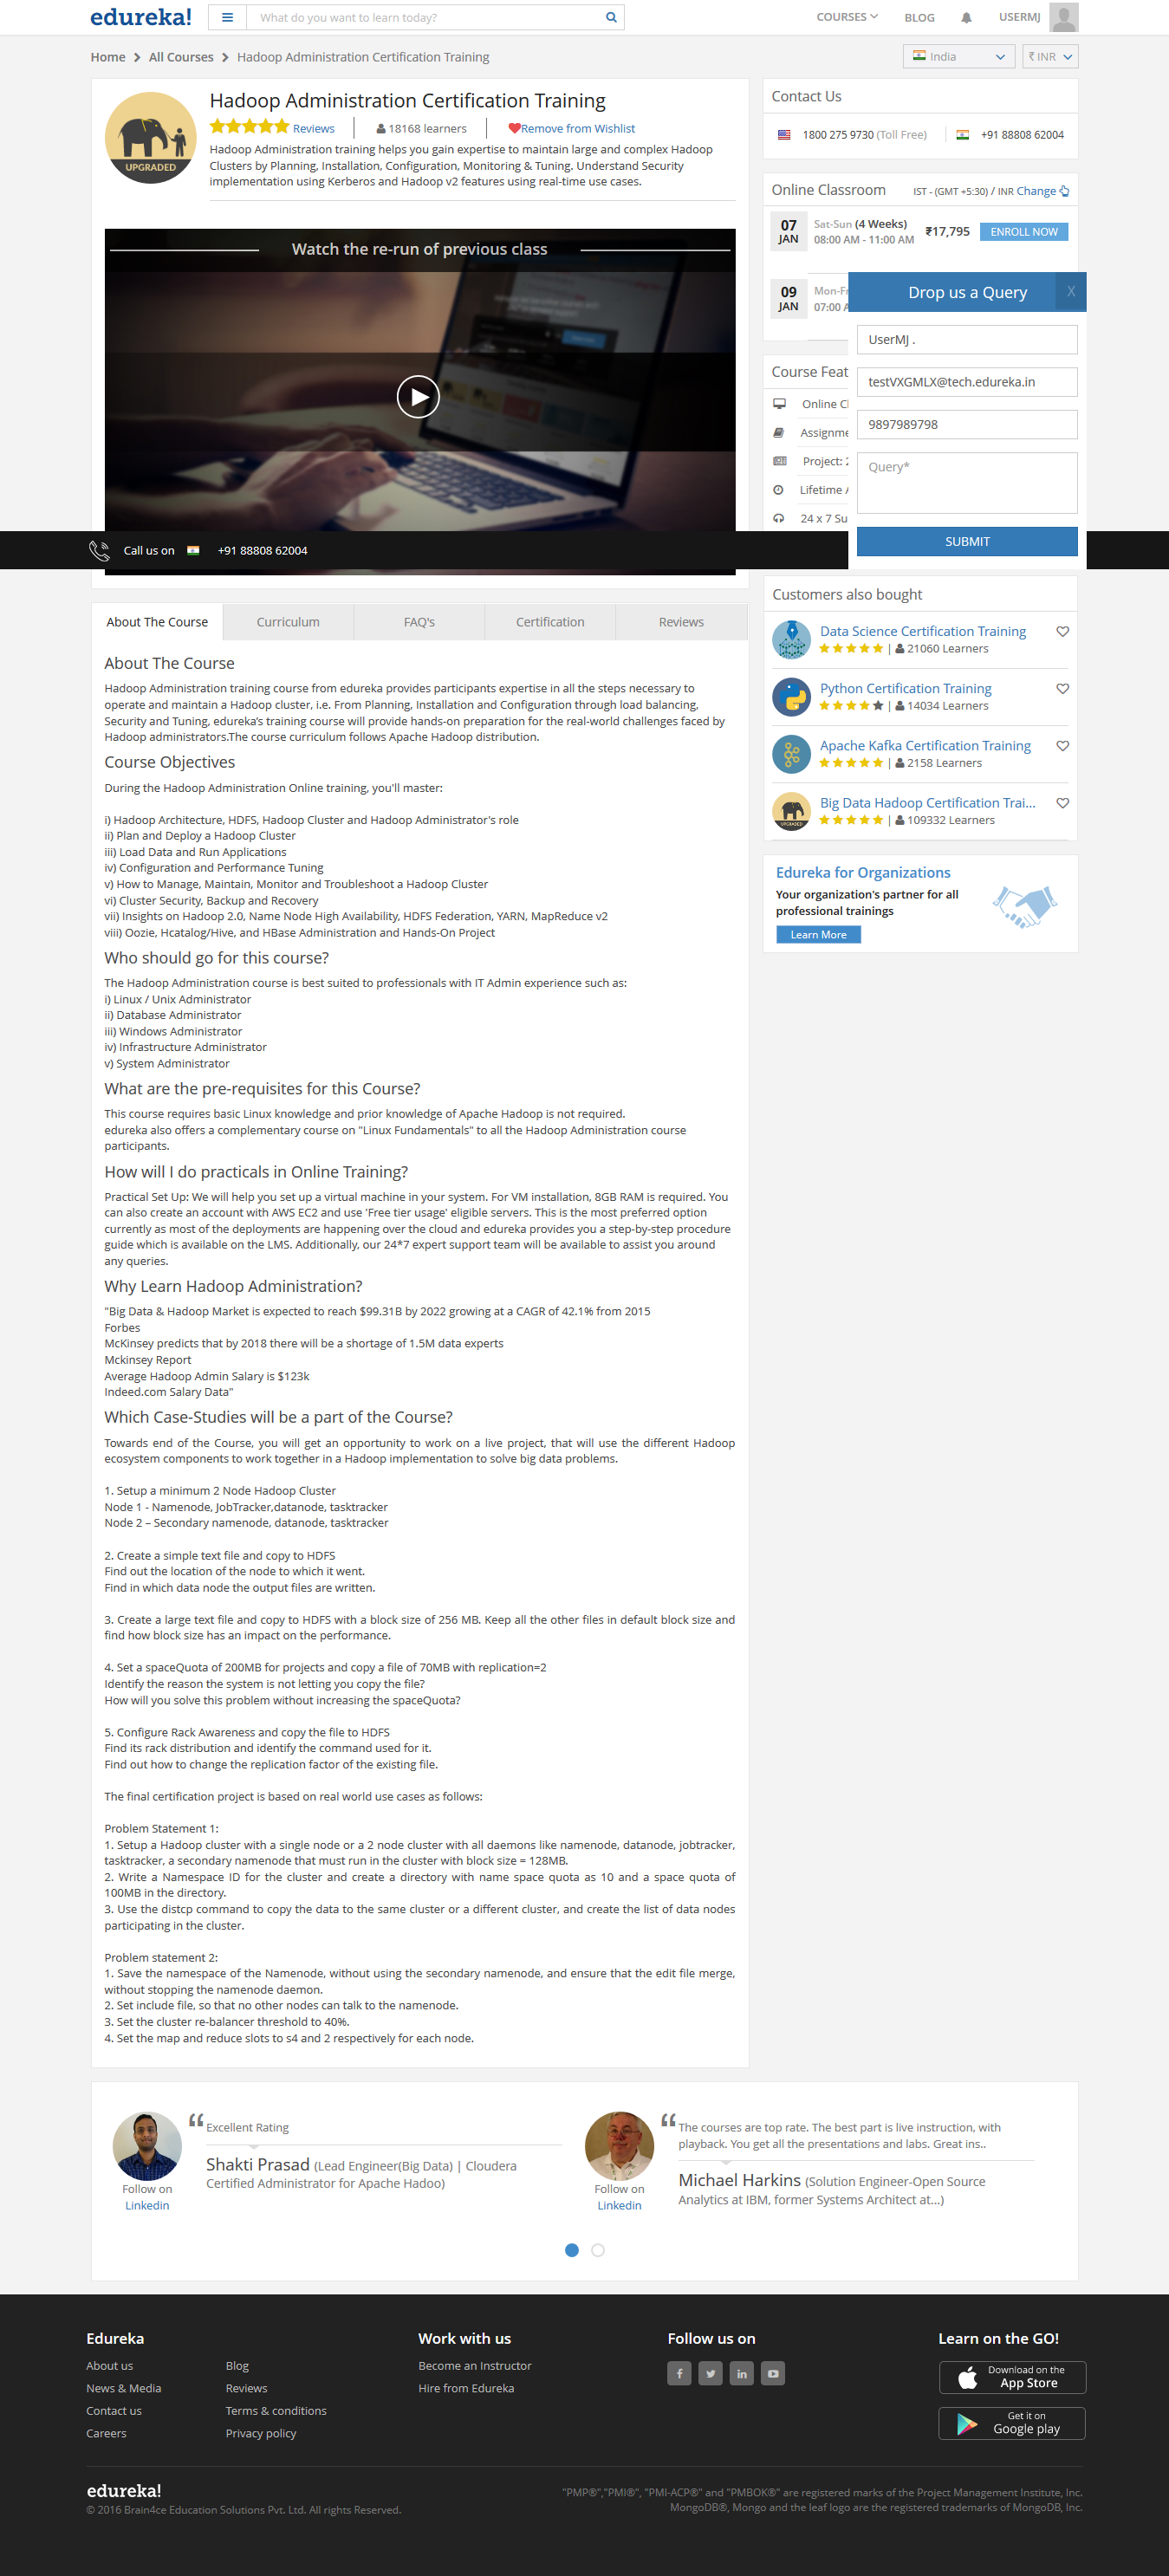 edureka!
What do you want to learn today?
COURSES
BLOG
USERMJ
Home
All Courses
Hadoop Administration Certification Training
India
₹ INR
UPGRADED
Hadoop Administration Certification Training
Reviews
18168 learners
Remove from Wishlist
Hadoop Administration training helps you gain expertise to maintain large and complex Hadoop
Clusters by Planning, Installation, Configuration, Monitoring & Tuning. Understand Security
implementation using Kerberos and Hadoop v2 features using real-time use cases.
Watch the re-run of previous class
Contact Us
1800 275 9730 (Toll Free)
+91 88808 62004
Online Classroom
IST - (GMT +5:30) / INR Change
07
JAN
Sat-Sun (4 Weeks)
08:00 AM - 11:00 AM
₹17,795
ENROLL NOW
09
JAN
Mon-Fr
07:00 A
Course Feat
Online Cl
Assignme
Project: 2
Lifetime A
24 x 7 Su
Drop us a Query
X
UserMJ .
testVXGMLX@tech.edureka.in
9897989798
Query*
SUBMIT
Call us on
+91 88808 62004
About The Course
Curriculum
FAQ's
Certification
Reviews
About The Course
Hadoop Administration training course from edureka provides participants expertise in all the steps necessary to
operate and maintain a Hadoop cluster, i.e. From Planning, Installation and Configuration through load balancing,
Security and Tuning, edureka's training course will provide hands-on preparation for the real-world challenges faced by
Hadoop administrators.The course curriculum follows Apache Hadoop distribution.
Course Objectives
During the Hadoop Administration Online training, you'll master:
i) Hadoop Architecture, HDFS, Hadoop Cluster and Hadoop Administrator's role
ii) Plan and Deploy a Hadoop Cluster
iii) Load Data and Run Applications
iv) Configuration and Performance Tuning
v) How to Manage, Maintain, Monitor and Troubleshoot a Hadoop Cluster
vi) Cluster Security, Backup and Recovery
vii) Insights on Hadoop 2.0, Name Node High Availability, HDFS Federation, YARN, MapReduce v2
viii) Oozie, Hcatalog/Hive, and HBase Administration and Hands-On Project
Who should go for this course?
The Hadoop Administration course is best suited to professionals with IT Admin experience such as:
i) Linux / Unix Administrator
ii) Database Administrator
iii) Windows Administrator
iv) Infrastructure Administrator
v) System Administrator
What are the pre-requisites for this Course?
This course requires basic Linux knowledge and prior knowledge of Apache Hadoop is not required.
edureka also offers a complementary course on "Linux Fundamentals" to all the Hadoop Administration course
participants.
How will I do practicals in Online Training?
Practical Set Up: We will help you set up a virtual machine in your system. For VM installation, 8GB RAM is required. You
can also create an account with AWS EC2 and use 'Free tier usage' eligible servers. This is the most preferred option
currently as most of the deployments are happening over the cloud and edureka provides you a step-by-step procedure
guide which is available on the LMS. Additionally, our 24*7 expert support team will be available to assist you around
any queries.
Why Learn Hadoop Administration?
"Big Data & Hadoop Market is expected to reach $99.31B by 2022 growing at a CAGR of 42.1% from 2015
Forbes
McKinsey predicts that by 2018 there will be a shortage of 1.5M data experts
Mckinsey Report
Average Hadoop Admin Salary is $123k
Indeed.com Salary Data"
Which Case-Studies will be a part of the Course?
Towards end of the Course, you will get an opportunity to work on a live project, that will use the different Hadoop
ecosystem components to work together in a Hadoop implementation to solve big data problems.
1. Setup a minimum 2 Node Hadoop Cluster
Node 1 - Namenode, JobTracker,datanode, tasktracker
Node 2 – Secondary namenode, datanode, tasktracker
2. Create a simple text file and copy to HDFS
Find out the location of the node to which it went.
Find in which data node the output files are written.
3. Create a large text file and copy to HDFS with a block size of 256 MB. Keep all the other files in default block size and
find how block size has an impact on the performance.
4. Set a spaceQuota of 200MB for projects and copy a file of 70MB with replication=2
Identify the reason the system is not letting you copy the file?
How will you solve this problem without increasing the spaceQuota?
5. Configure Rack Awareness and copy the file to HDFS
Find its rack distribution and identify the command used for it.
Find out how to change the replication factor of the existing file.
The final certification project is based on real world use cases as follows:
Problem Statement 1:
1. Setup a Hadoop cluster with a single node or a 2 node cluster with all daemons like namenode, datanode, jobtracker,
tasktracker, a secondary namenode that must run in the cluster with block size = 128MB.
2. Write a Namespace ID for the cluster and create a directory with name space quota as 10 and a space quota of
100MB in the directory.
3. Use the distcp command to copy the data to the same cluster or a different cluster, and create the list of data nodes
participating in the cluster.
Problem statement 2:
1. Save the namespace of the Namenode, without using the secondary namenode, and ensure that the edit file merge,
without stopping the namenode daemon.
2. Set include file, so that no other nodes can talk to the namenode.
3. Set the cluster re-balancer threshold to 40%.
4. Set the map and reduce slots to s4 and 2 respectively for each node.
Customers also bought
Data Science Certification Training
| 21060 Learners
Python Certification Training
| 14034 Learners
Apache Kafka Certification Training
| 2158 Learners
UPGRADED
Big Data Hadoop Certification Trai...
| 109332 Learners
Edureka for Organizations
Your organization's partner for all
professional trainings
Learn More
Follow on
Linkedin
“ Excellent Rating
Shakti Prasad (Lead Engineer(Big Data) | Cloudera
Certified Administrator for Apache Hadoo)
Follow on
Linkedin
“ The courses are top rate. The best part is live instruction, with
playback. You get all the presentations and labs. Great ins..
Michael Harkins (Solution Engineer-Open Source
Analytics at IBM, former Systems Architect at...)
Edureka
About us
News & Media
Contact us
Careers
Blog
Reviews
Terms & conditions
Privacy policy
Work with us
Become an Instructor
Hire from Edureka
Follow us on
Learn on the GO!
Download on the
App Store
Get it on
Google play
edureka!
© 2016 Brain4ce Education Solutions Pvt. Ltd. All rights Reserved.
"PMP®","PMI®", "PMI-ACP®" and "PMBOK®" are registered marks of the Project Management Institute, Inc.
MongoDB®, Mongo and the leaf logo are the registered trademarks of MongoDB, Inc.